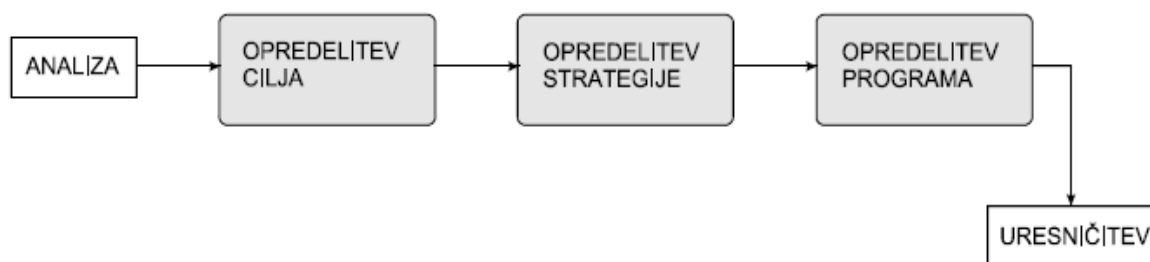 ANALIZA
OPREDELITEV
CILJA
OPREDELITEV
STRATEGIJE
OPREDELITEV
PROGRAMA
URESNIČITEV